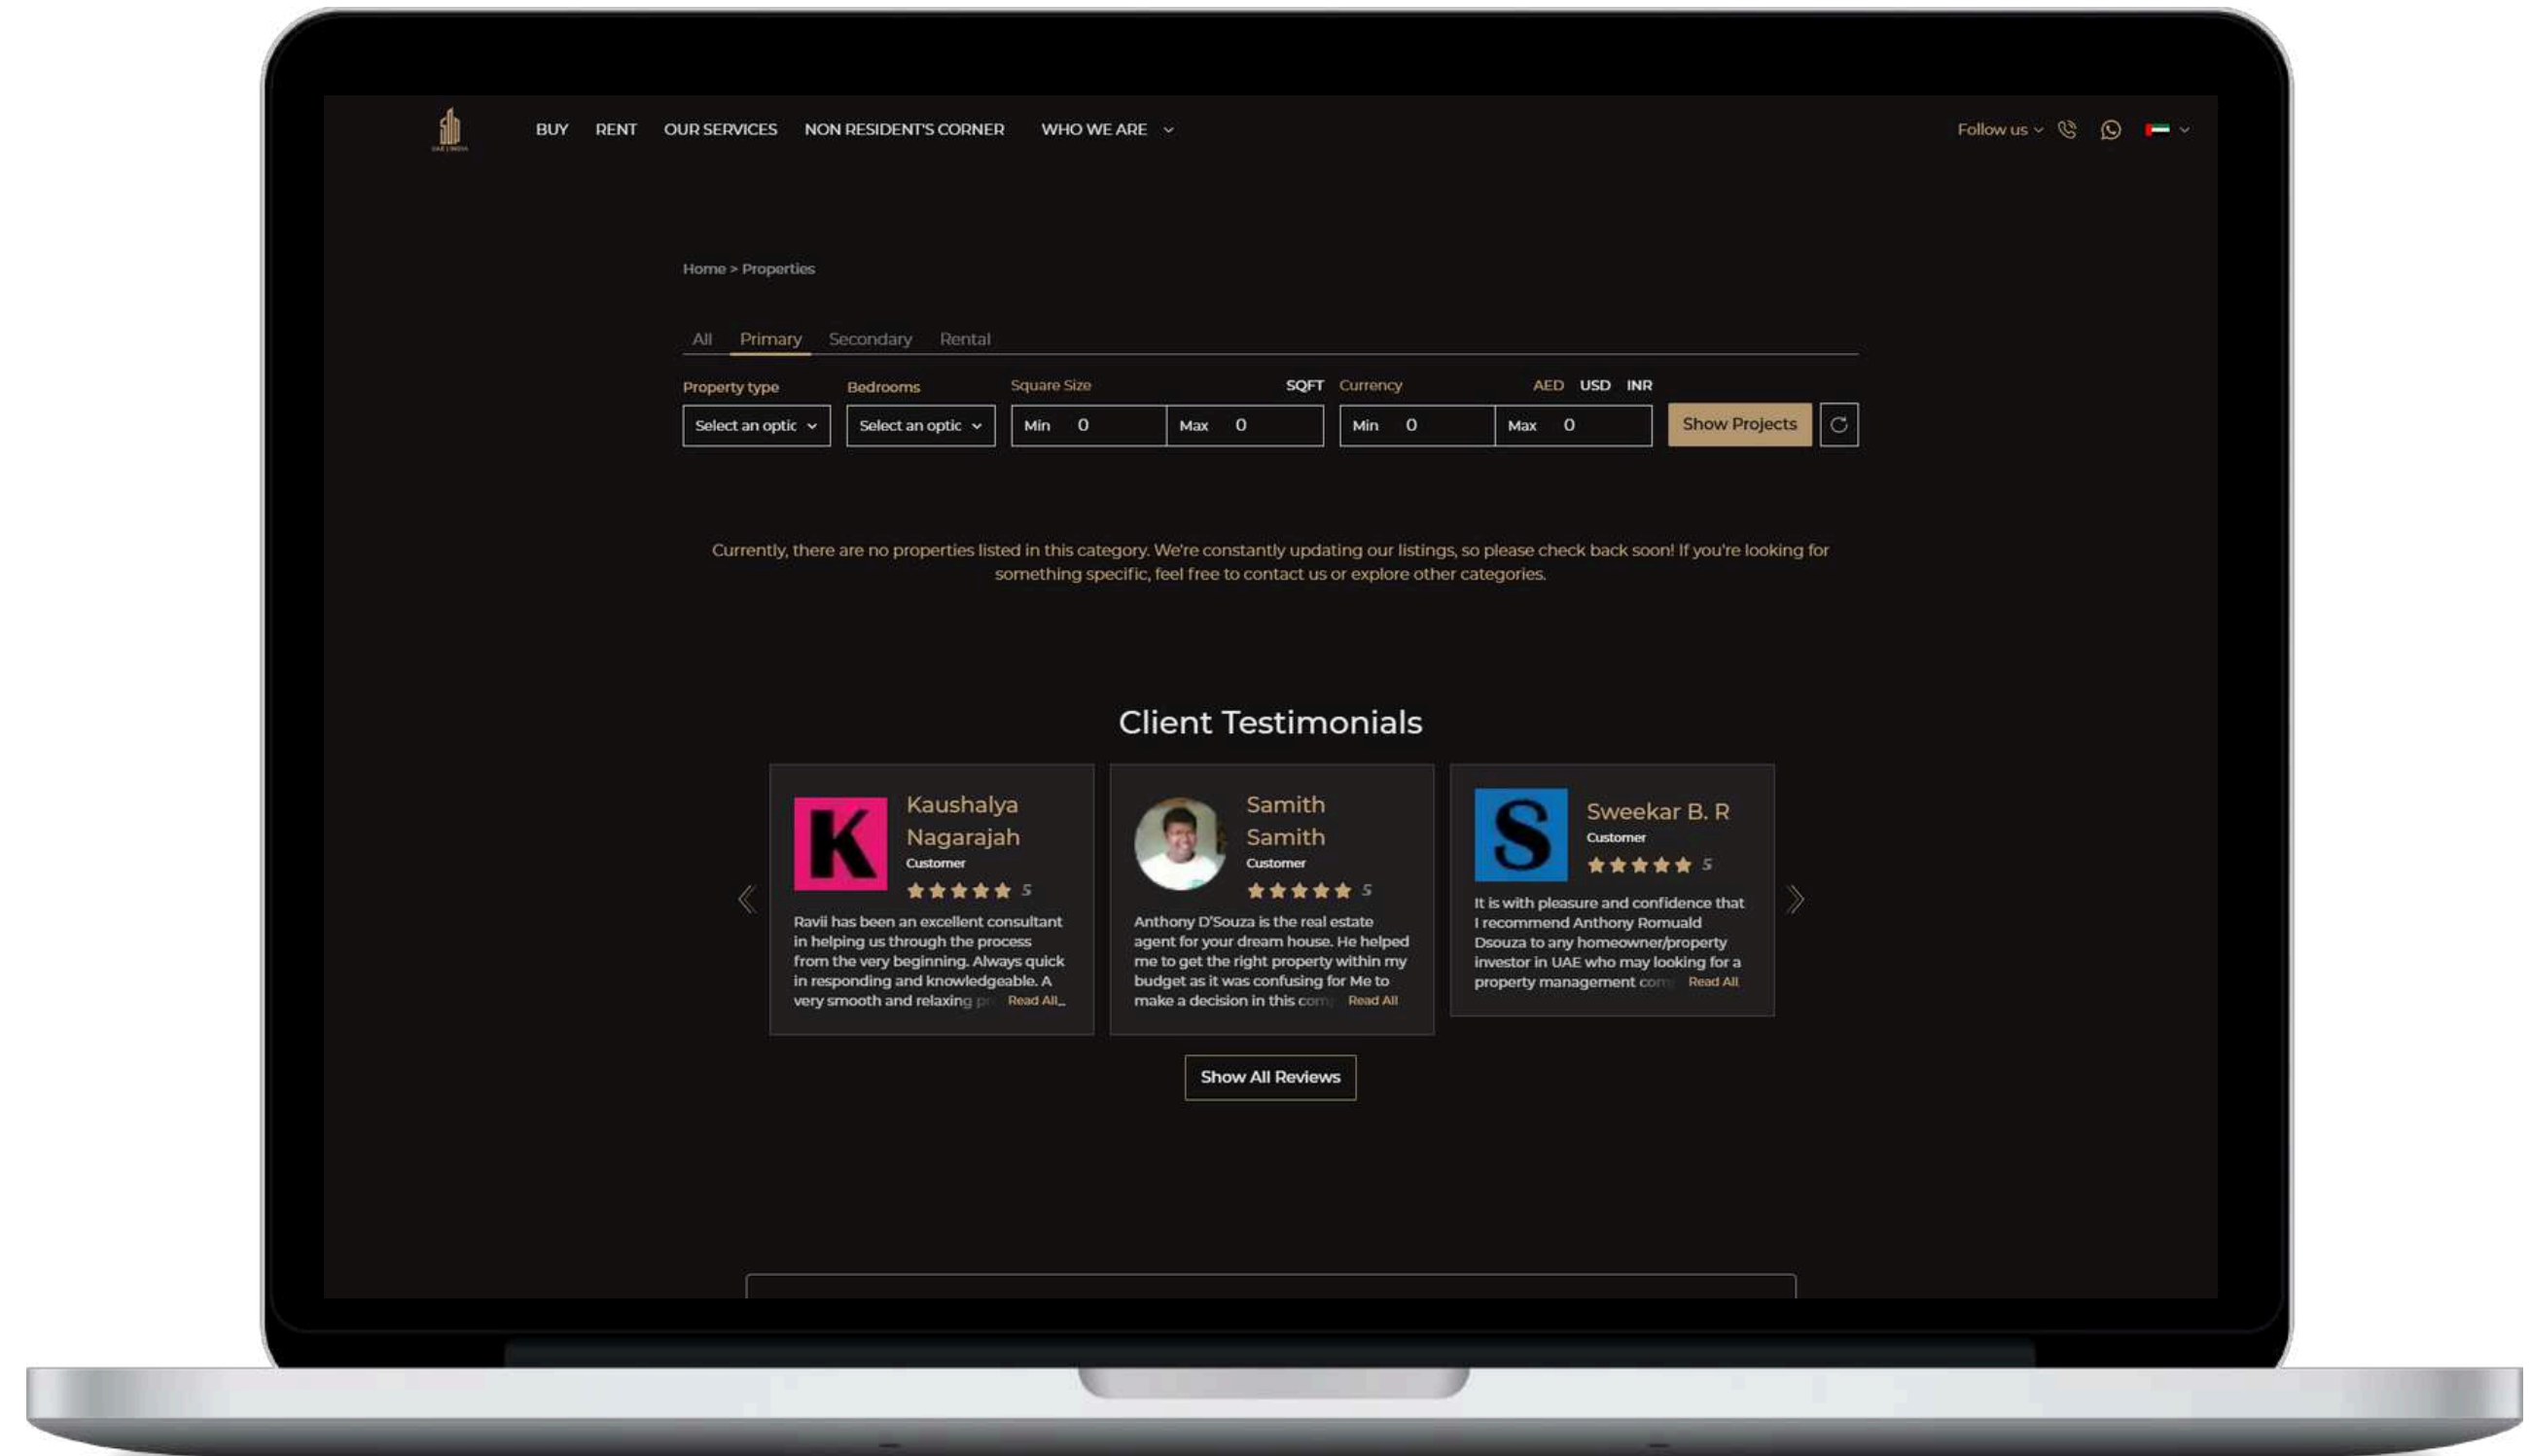 UAE | INDIA
BUY RENT OUR SERVICES NON RESIDENT'S CORNER WHO WE ARE
Follow us
Home > Properties
All Primary Secondary Rental
Property type Bedrooms Square Size SQFT Currency AED USD INR
Select an optic Select an optic Min 0 Max 0 Min 0 Max 0 Show Projects
Currently, there are no properties listed in this category. We're constantly updating our listings, so please check back soon! If you're looking for
something specific, feel free to contact us or explore other categories.
Client Testimonials
K
Kaushalya
Nagarajah
Customer
5
Ravii has been an excellent consultant
in helping us through the process
from the very beginning. Always quick
in responding and knowledgeable. A
very smooth and relaxing Read All...
Samith
Samith
Customer
5
Anthony D'Souza is the real estate
agent for your dream house. He helped
me to get the right property within my
budget as it was confusing for Me to
make a decision in this com Read All
S
Sweekar B. R
Customer
5
It is with pleasure and confidence that
I recommend Anthony Romuald
Dsouza to any homeowner/property
investor in UAE who may looking for a
property management com Read All
Show All Reviews